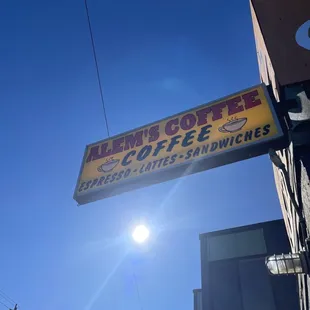 ALEM'S COFFEE
COFFEE
ESPRESSO • LATTES • SANDWICHES